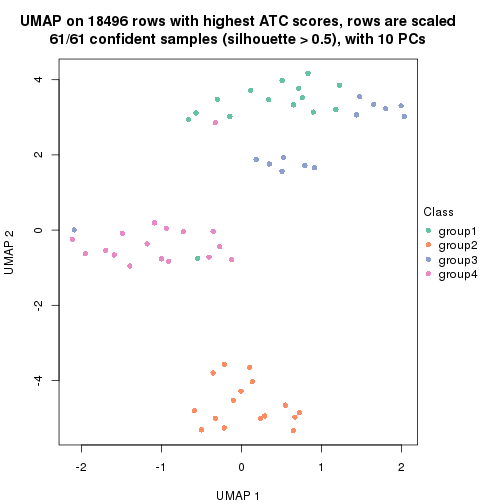 UMAP on 18496 rows with highest ATC scores, rows are scaled
61/61 confident samples (silhouette > 0.5), with 10 PCs
4
2
0
-2
-4
UMAP 2
-2
-1
0
1
2
UMAP 1
Class
group1
group2
group3
group4